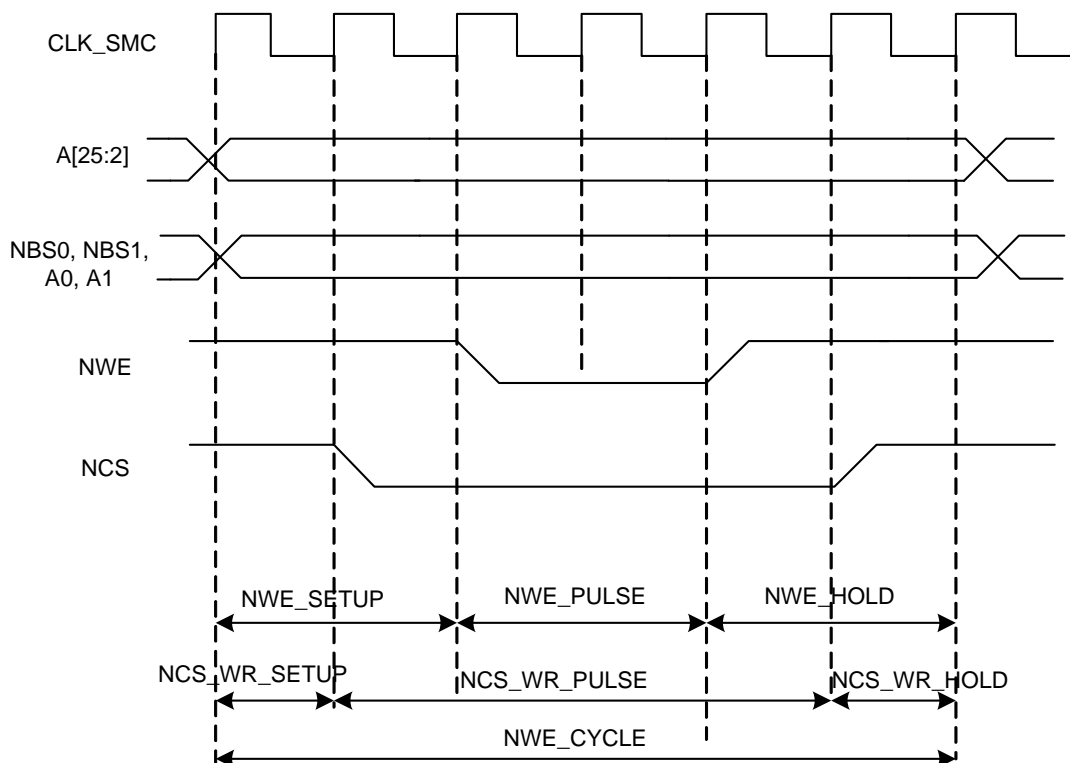 CLK_SMC
A[25:2]
NBS0, NBS1,
A0, A1
NWE
NCS
NWE_SETUP
NWE_PULSE
NWE_HOLD
NCS_WR_SETUP
NCS_WR_PULSE
NCS_WR_HOLD
NWE_CYCLE